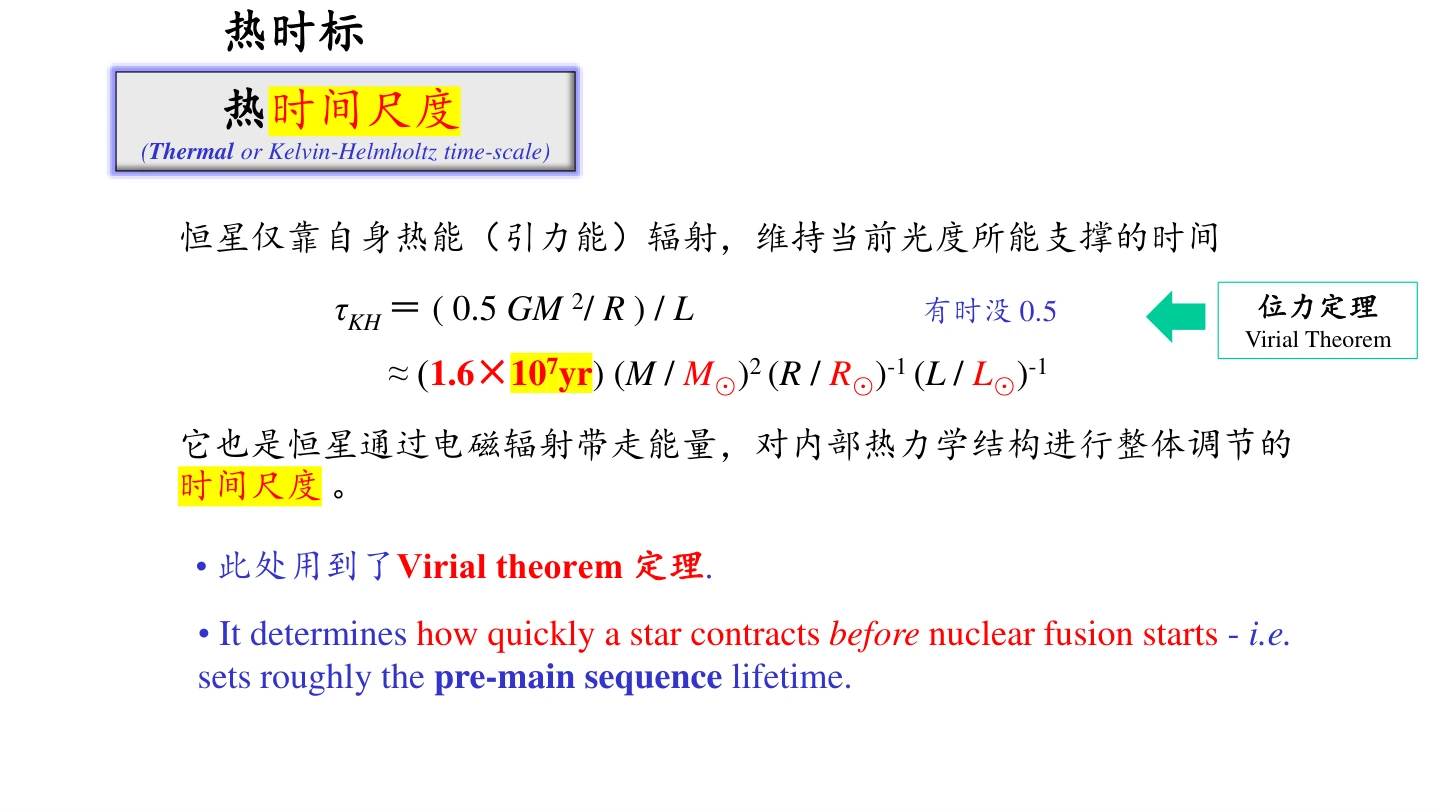 热时标
热时间尺度
(Thermal or Kelvin-Helmholtz time-scale)
恒星仅靠自身热能（引力能）辐射，维持当前光度所能支撑的时间
τKH ＝ ( 0.5 GM 2/ R ) / L
有时没 0.5
位力定理
Virial Theorem
≈ (1.6×10⁷yr) (M / M☉)² (R / R☉)⁻¹ (L / L☉)⁻¹
它也是恒星通过电磁辐射带走能量，对内部热力学结构进行整体调节的
时间尺度 。
• 此处用到了Virial theorem 定理.
• It determines how quickly a star contracts before nuclear fusion starts - i.e.
sets roughly the pre-main sequence lifetime.